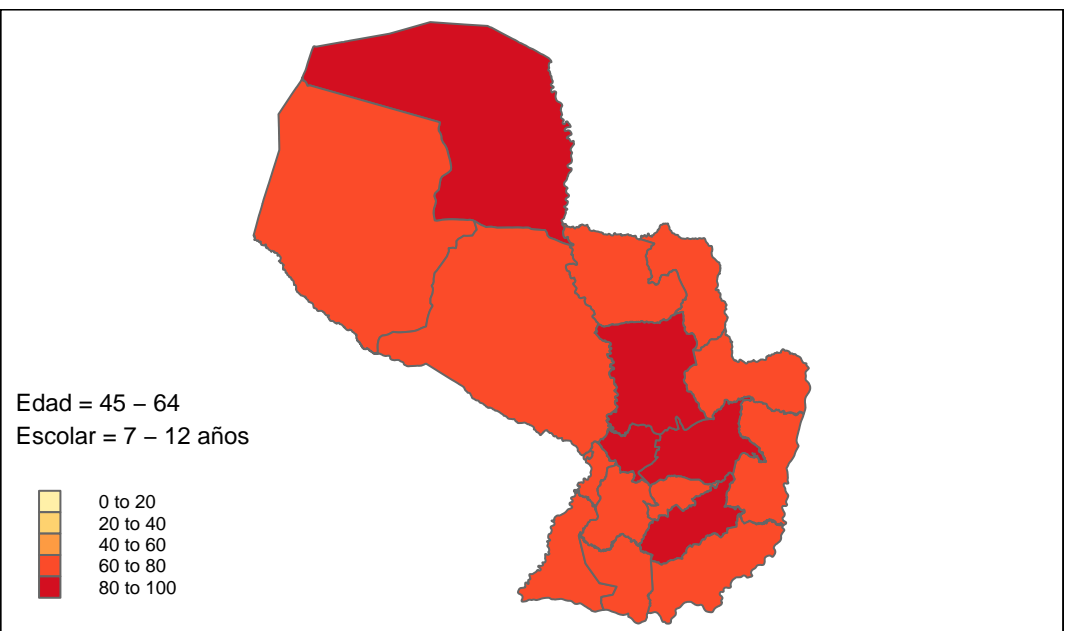 Edad = 45 – 64
Escolar = 7 – 12 años
0 to 20
20 to 40
40 to 60
60 to 80
80 to 100